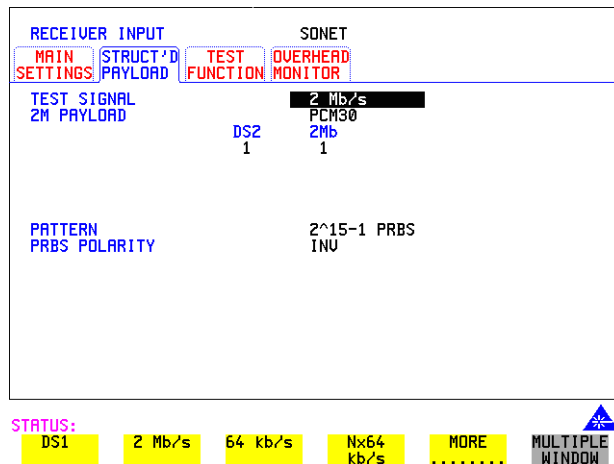 RECEIVER INPUT SONET
MAIN SETTINGS STRUCT'D PAYLOAD TEST FUNCTION OVERHEAD MONITOR
TEST SIGNAL 2 Mb/s
2M PAYLOAD PCM30
DS2 2Mb
1 1
PATTERN 2^15-1 PRBS
PRBS POLARITY INV
STATUS:
DS1 2 Mb/s 64 kb/s Nx64 kb/s MORE ........ MULTIPLE WINDOW